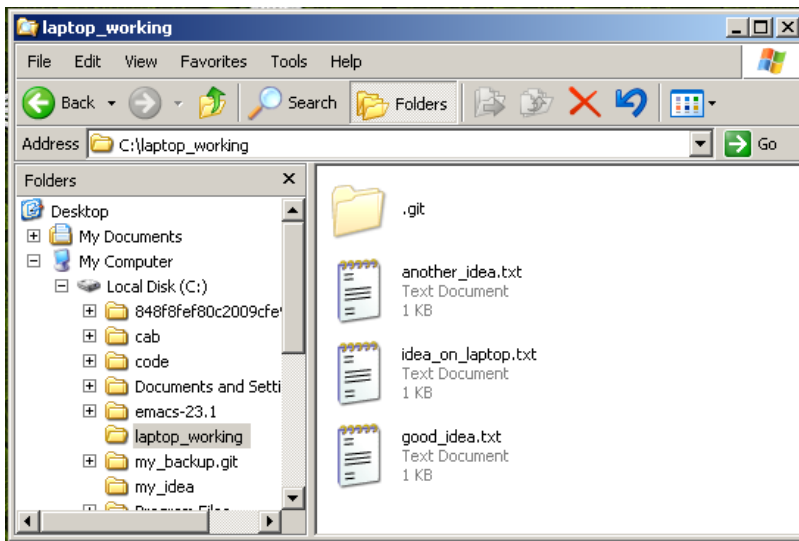 laptop_working
File Edit View Favorites Tools Help
Back Search Folders
Address C:\laptop_working Go
Folders
Desktop
My Documents
My Computer
Local Disk (C:)
848f8fef80c2009cfe
cab
code
Documents and Setti
emacs-23.1
laptop_working
my_backup.git
my_idea
Program Files
.git
another_idea.txt
Text Document
1 KB
idea_on_laptop.txt
Text Document
1 KB
good_idea.txt
Text Document
1 KB